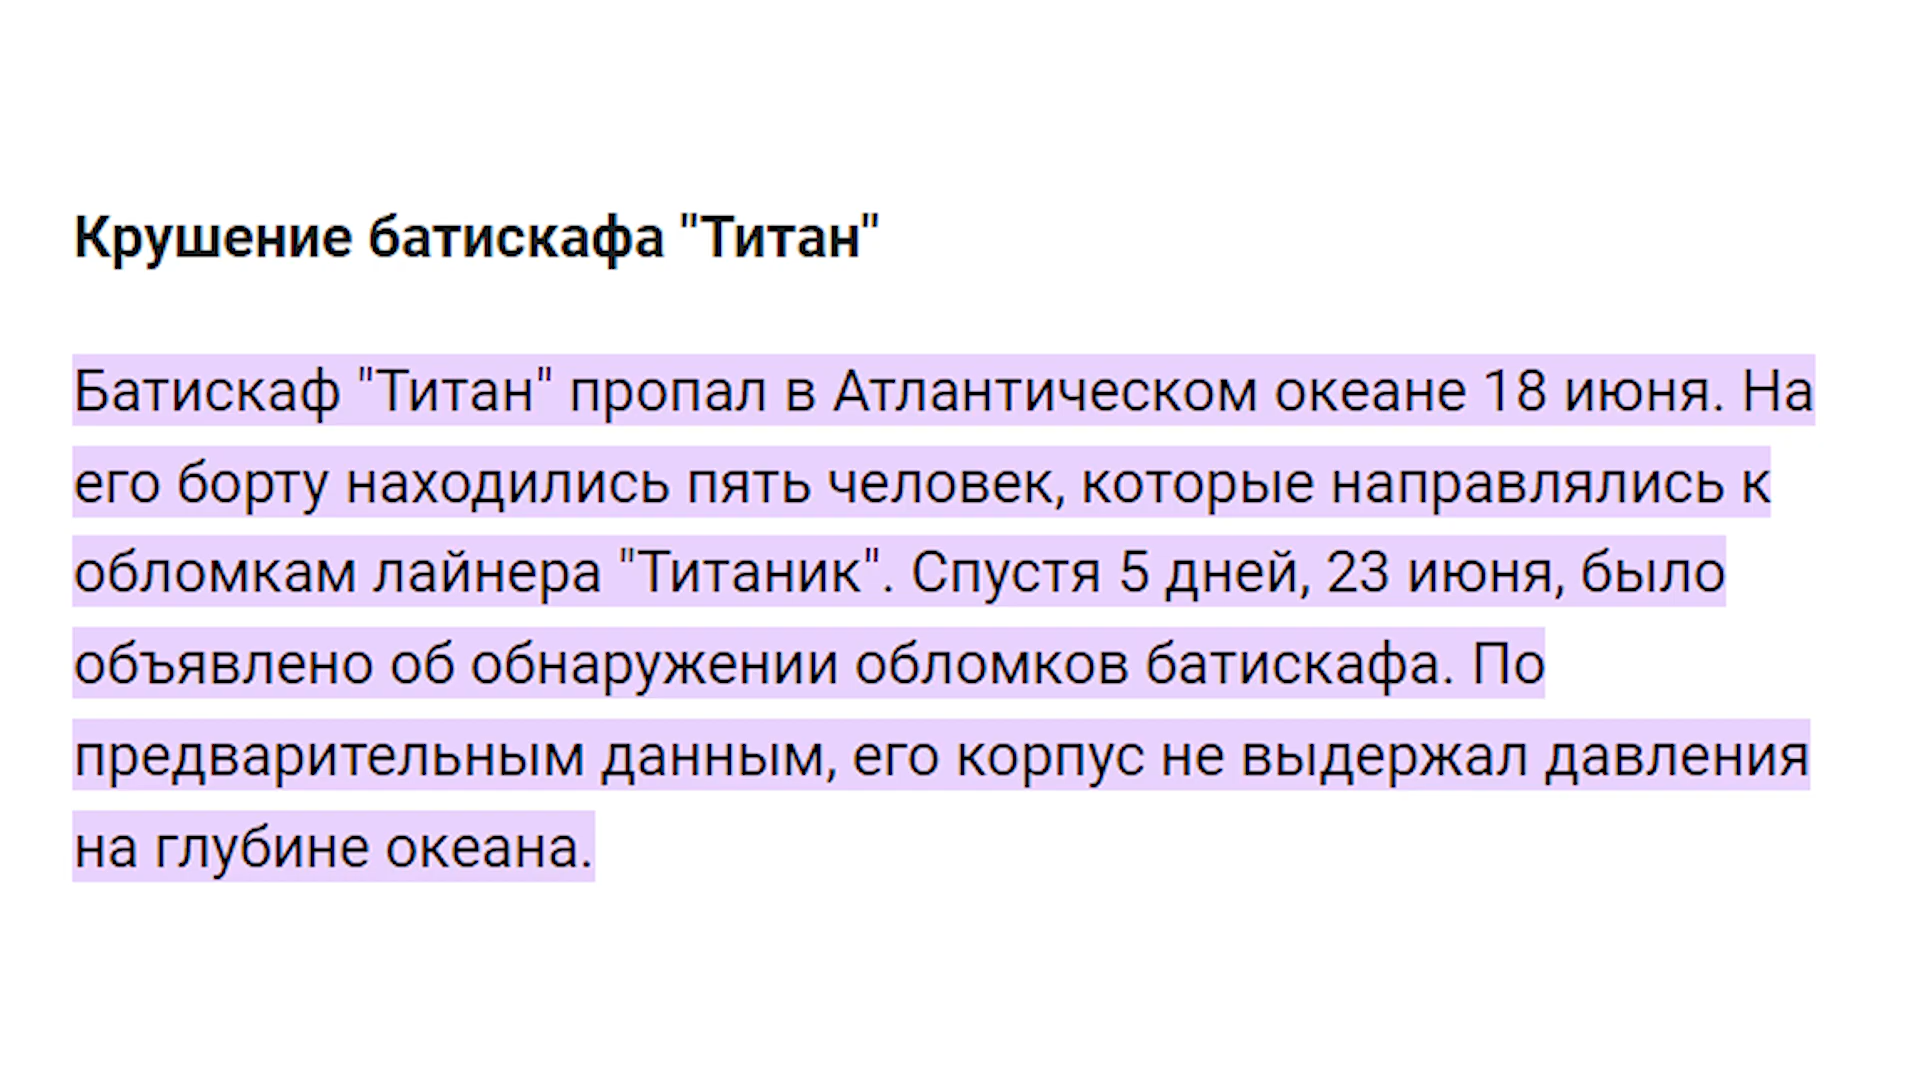 Крушение батискафа "Титан"
Батискаф "Титан" пропал в Атлантическом океане 18 июня. На
его борту находились пять человек, которые направлялись к
обломкам лайнера "Титаник". Спустя 5 дней, 23 июня, было
объявлено об обнаружении обломков батискафа. По
предварительным данным, его корпус не выдержал давления
на глубине океана.